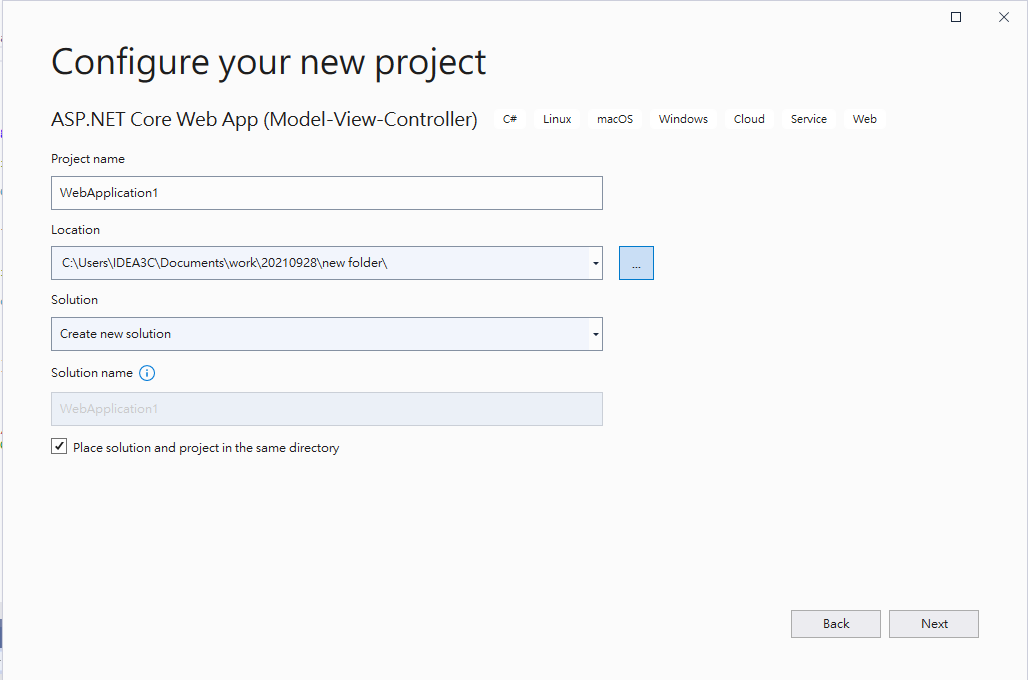 Configure your new project
ASP.NET Core Web App (Model-View-Controller) C# Linux macOS Windows Cloud Service Web
Project name
WebApplication1
Location
C:\Users\IDEA3C\Documents\work\20210928\new folder\
...
Solution
Create new solution
Solution name
WebApplication1
Place solution and project in the same directory
Back Next